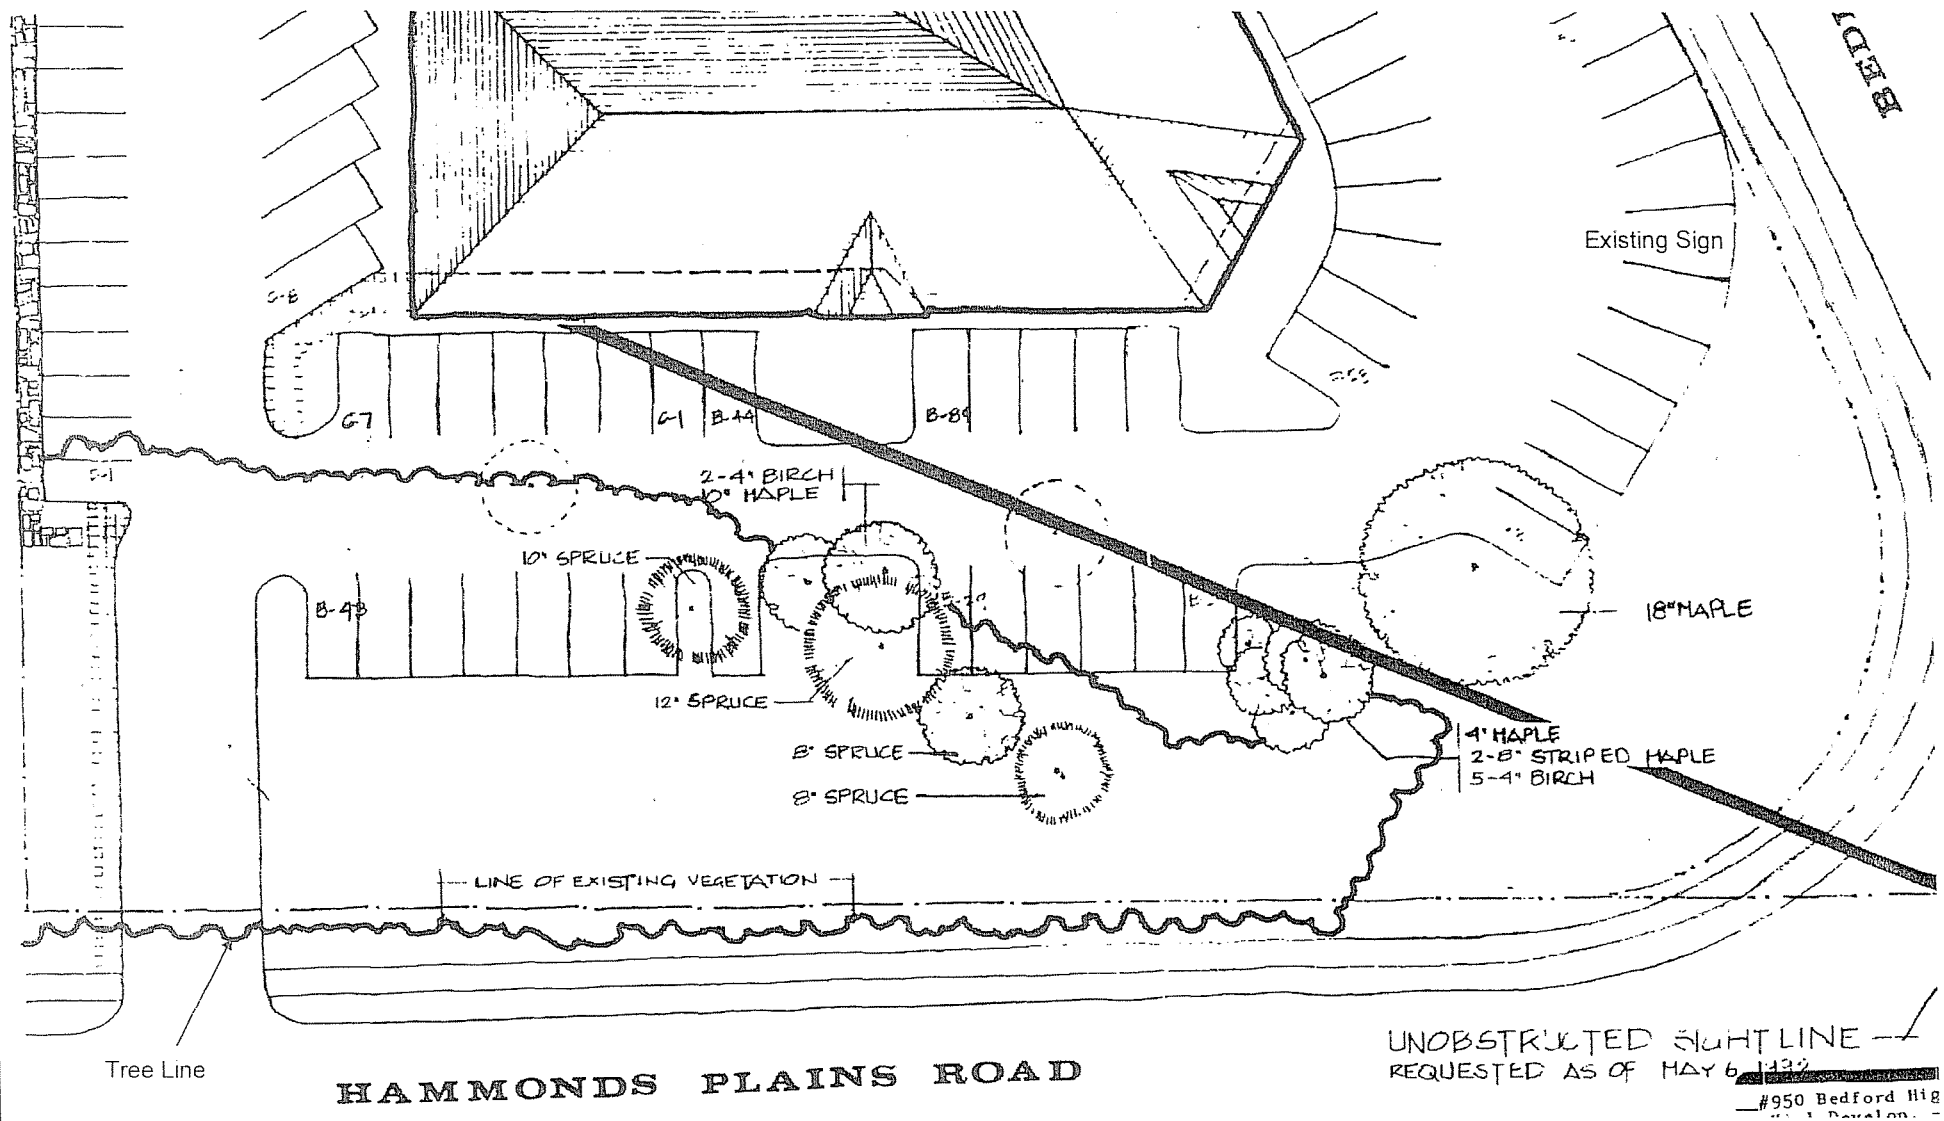 BEDI
Existing Sign
G-8
G7
G-1
B-44
B-89
2-4" BIRCH
10" MAPLE
10" SPRUCE
B-43
18" MAPLE
12" SPRUCE
4" MAPLE
2-8" STRIPED MAPLE
5-4" BIRCH
8" SPRUCE
8" SPRUCE
LINE OF EXISTING VEGETATION
Tree Line
HAMMONDS PLAINS ROAD
UNOBSTRUCTED SIGHT LINE
REQUESTED AS OF MAY 6,
#950 Bedford Hig